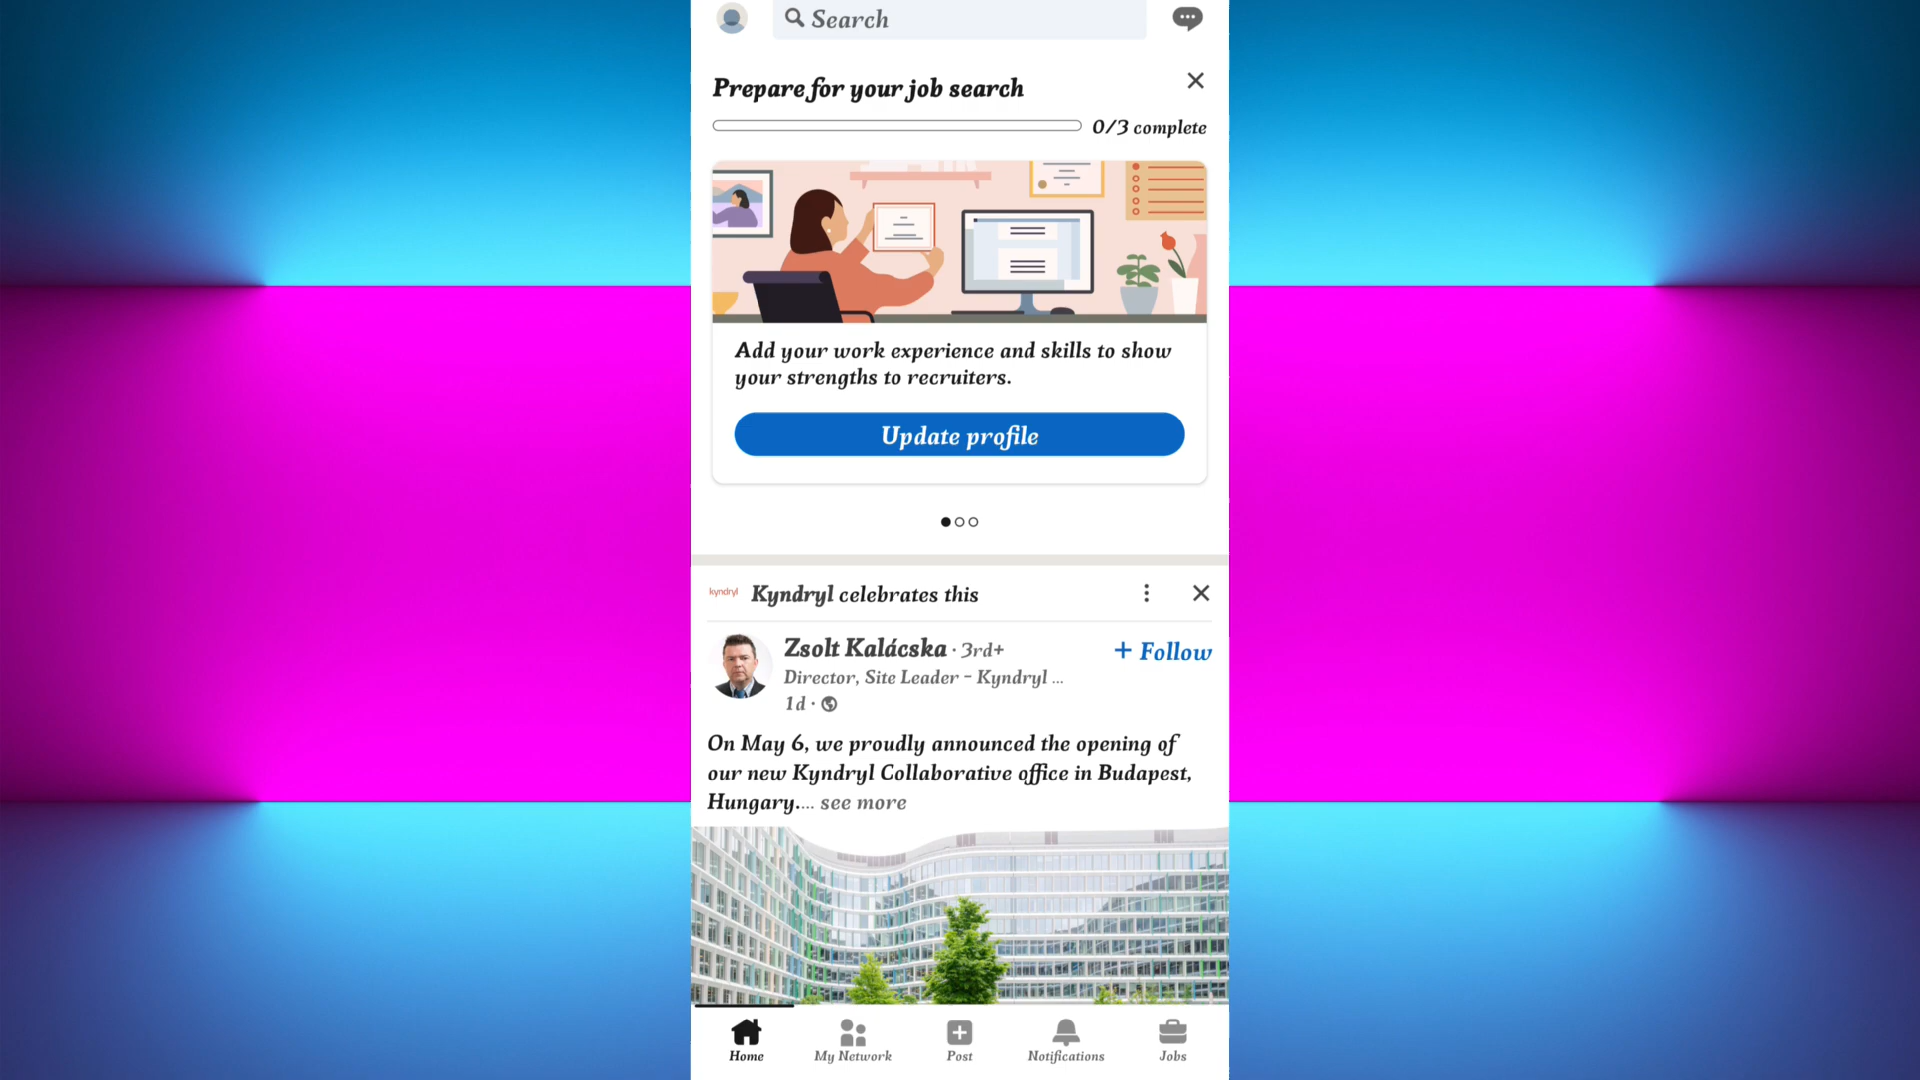 Search
Prepare for your job search
0/3 complete
Add your work experience and skills to show
your strengths to recruiters.
Update profile
kyndryl
Kyndryl celebrates this
Zsolt Kalácska · 3rd+
+ Follow
Director, Site Leader - Kyndryl ...
1d ·
On May 6, we proudly announced the opening of
our new Kyndryl Collaborative office in Budapest,
Hungary.... see more
Home
My Network
Post
Notifications
Jobs